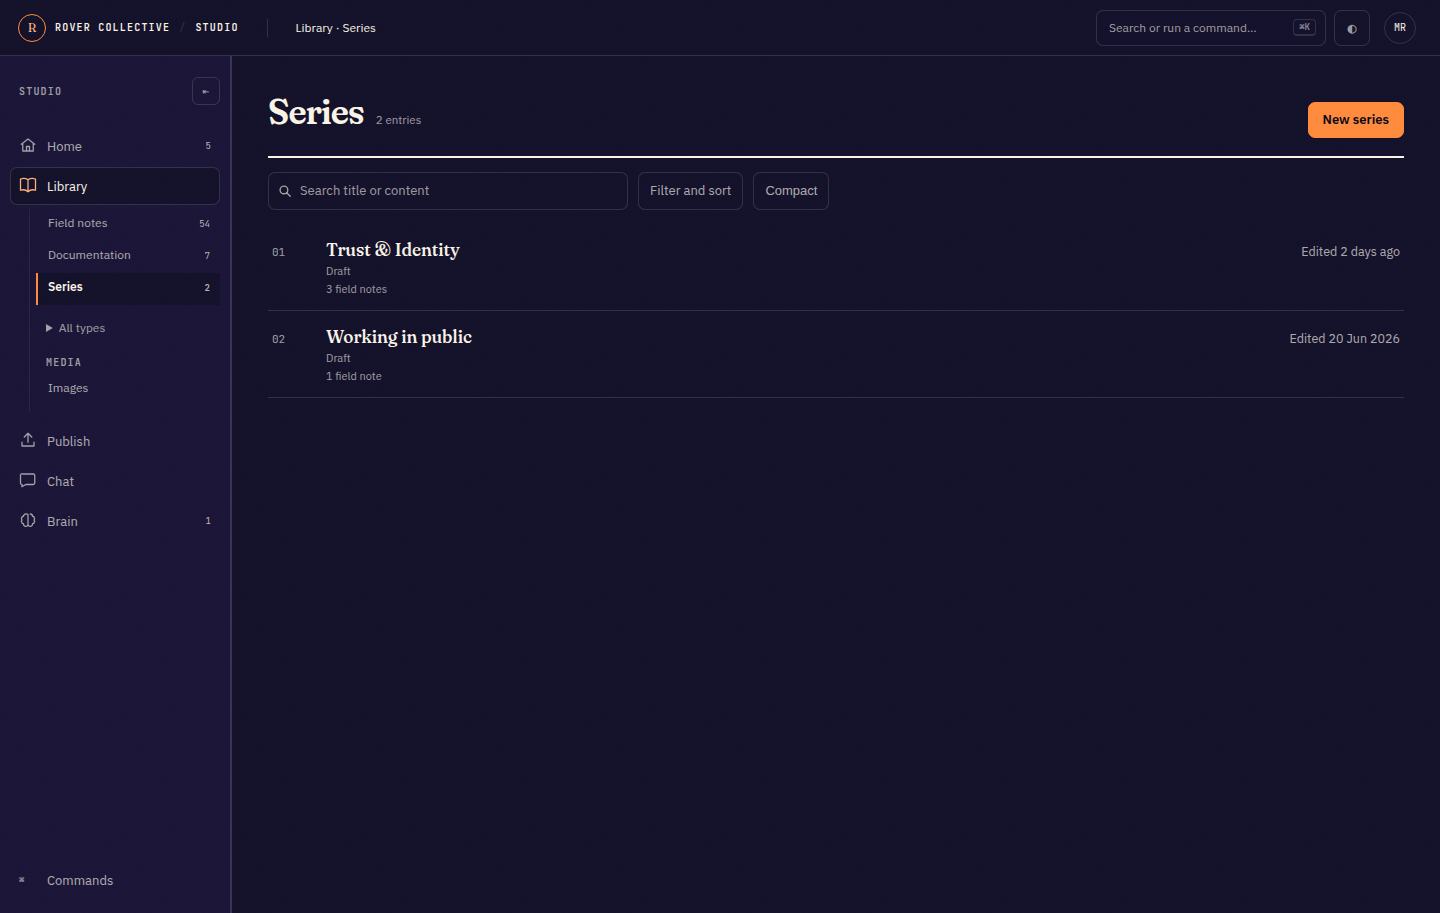 R ROVER COLLECTIVE / STUDIO
Library · Series
Search or run a command... ⌘K
◐
MR
STUDIO
⇤
Home 5
Library
Field notes 54
Documentation 7
Series 2
▶ All types
MEDIA
Images
Publish
Chat
Brain 1
⌘ Commands
Series 2 entries
New series
Search title or content
Filter and sort
Compact
01 Trust & Identity Edited 2 days ago
Draft
3 field notes
02 Working in public Edited 20 Jun 2026
Draft
1 field note